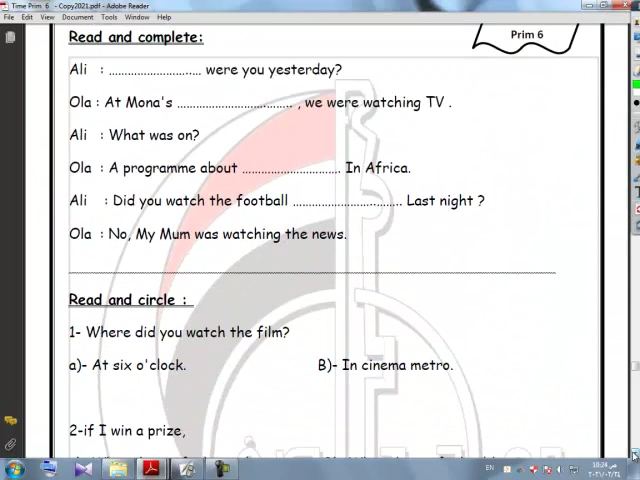 Time Prim 6 - Copy2021.pdf - Adobe Reader
File Edit View Document Tools Window Help
Read and complete:
Prim 6
Ali : ............................ were you yesterday?
Ola : At Mona's ................................. , we were watching TV .
Ali : What was on?
Ola : A programme about ............................ In Africa.
Ali : Did you watch the football ............................... Last night ?
Ola : No, My Mum was watching the news.
Read and circle :
1- Where did you watch the film?
a)- At six o'clock. B)- In cinema metro.
2-if I win a prize,
EN
10:24 ص